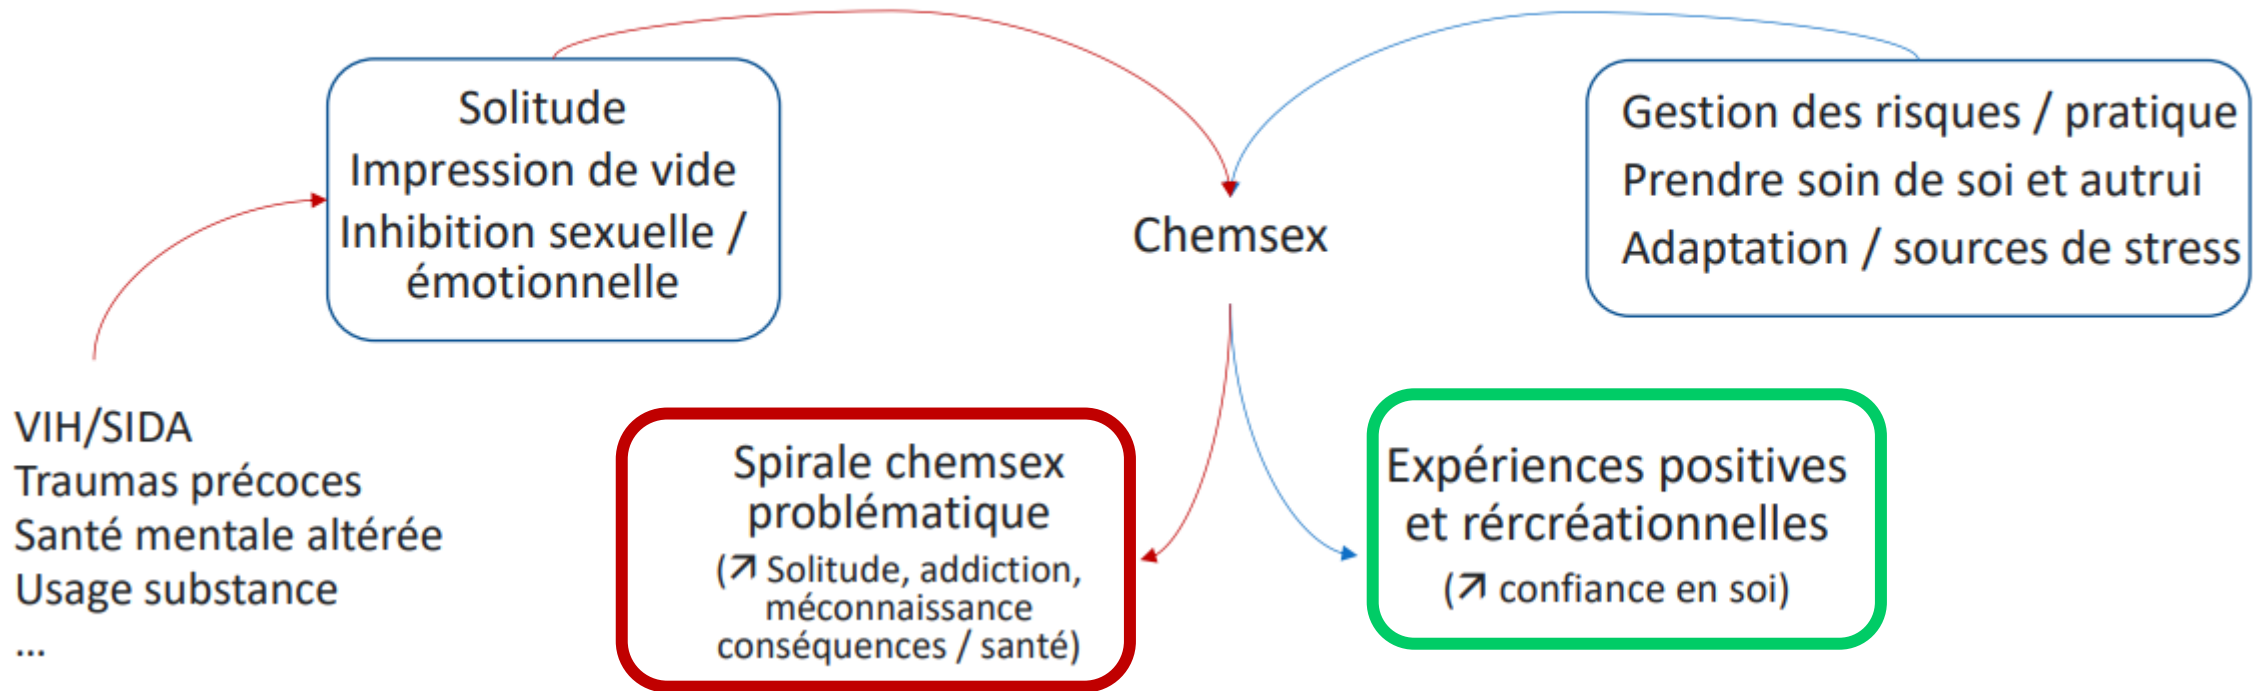 Solitude
Impression de vide
Inhibition sexuelle /
émotionnelle
Gestion des risques / pratique
Prendre soin de soi et autrui
Adaptation / sources de stress
Chemsex
VIH/SIDA
Traumas précoces
Santé mentale altérée
Usage substance
...
Spirale chemsex
problématique
(↗ Solitude, addiction,
méconnaissance
conséquences / santé)
Expériences positives
et rércréationnelles
(↗ confiance en soi)